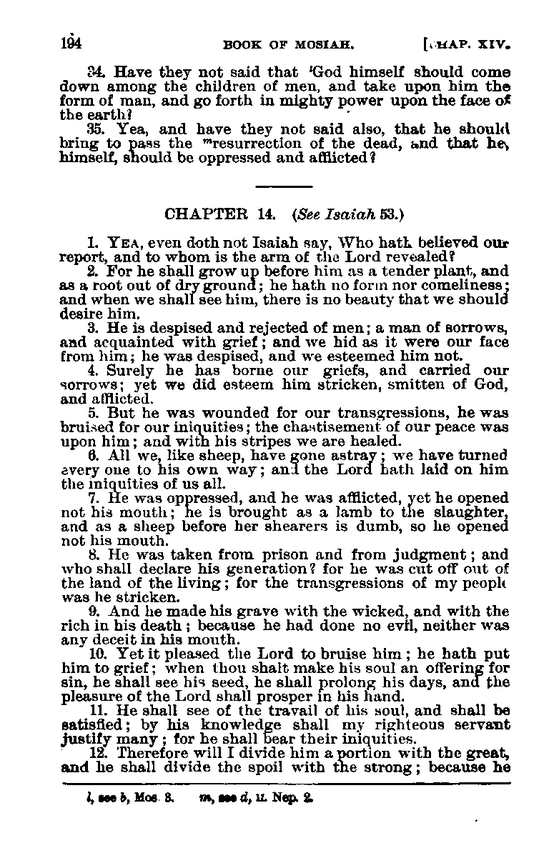 194 BOOK OF MOSIAH. [CHAP. XIV.
34. Have they not said that ˡGod himself should come
down among the children of men, and take upon him the
form of man, and go forth in mighty power upon the face of
the earth?
35. Yea, and have they not said also, that he should
bring to pass the ᵐresurrection of the dead, and that he,
himself, should be oppressed and afflicted?
CHAPTER 14. (See Isaiah 53.)
1. YEA, even doth not Isaiah say, Who hath believed our
report, and to whom is the arm of the Lord revealed?
2. For he shall grow up before him as a tender plant, and
as a root out of dry ground; he hath no form nor comeliness;
and when we shall see him, there is no beauty that we should
desire him.
3. He is despised and rejected of men; a man of sorrows,
and acquainted with grief; and we hid as it were our face
from him; he was despised, and we esteemed him not.
4. Surely he has borne our griefs, and carried our
sorrows; yet we did esteem him stricken, smitten of God,
and afflicted.
5. But he was wounded for our transgressions, he was
bruised for our iniquities; the chastisement of our peace was
upon him; and with his stripes we are healed.
6. All we, like sheep, have gone astray; we have turned
every one to his own way; and the Lord hath laid on him
the iniquities of us all.
7. He was oppressed, and he was afflicted, yet he opened
not his mouth; he is brought as a lamb to the slaughter,
and as a sheep before her shearers is dumb, so he opened
not his mouth.
8. He was taken from prison and from judgment; and
who shall declare his generation? for he was cut off out of
the land of the living; for the transgressions of my people
was he stricken.
9. And he made his grave with the wicked, and with the
rich in his death; because he had done no evil, neither was
any deceit in his mouth.
10. Yet it pleased the Lord to bruise him; he hath put
him to grief; when thou shalt make his soul an offering for
sin, he shall see his seed, he shall prolong his days, and the
pleasure of the Lord shall prosper in his hand.
11. He shall see of the travail of his soul, and shall be
satisfied; by his knowledge shall my righteous servant
justify many; for he shall bear their iniquities.
12. Therefore will I divide him a portion with the great,
and he shall divide the spoil with the strong; because he
l, see b, Mos. 3. m, see d, II. Nep. 2.